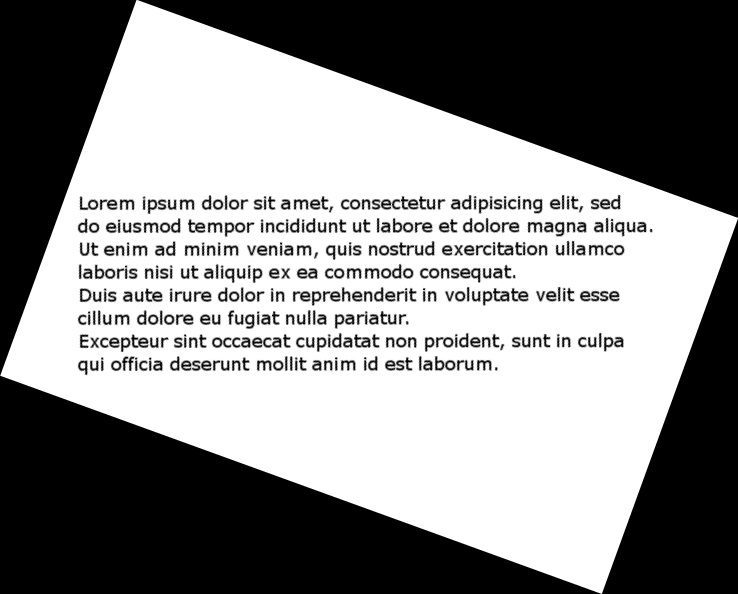 Lorem ipsum dolor sit amet, consectetur adipisicing elit, sed
do eiusmod tempor incididunt ut labore et dolore magna aliqua.
Ut enim ad minim veniam, quis nostrud exercitation ullamco
laboris nisi ut aliquip ex ea commodo consequat.
Duis aute irure dolor in reprehenderit in voluptate velit esse
cillum dolore eu fugiat nulla pariatur.
Excepteur sint occaecat cupidatat non proident, sunt in culpa
qui officia deserunt mollit anim id est laborum.